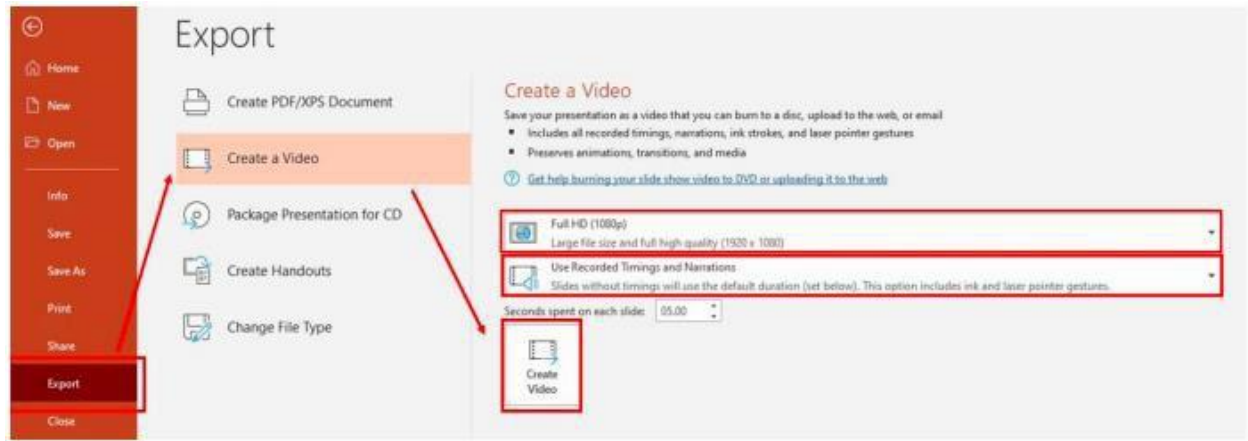 Export
Home
New
Open
Info
Save
Save As
Print
Share
Export
Close
Create PDF/XPS Document
Create a Video
Package Presentation for CD
Create Handouts
Change File Type
Create a Video
Save your presentation as a video that you can burn to a disc, upload to the web, or email
▪ Includes all recorded timings, narrations, ink strokes, and laser pointer gestures
▪ Preserves animations, transitions, and media
Get help burning your slide show video to DVD or uploading it to the web
Full HD (1080p)
Large file size and full high quality (1920 x 1080)
Use Recorded Timings and Narrations
Slides without timings will use the default duration (set below). This option includes ink and laser pointer gestures.
Seconds spent on each slide: 05.00
Create
Video